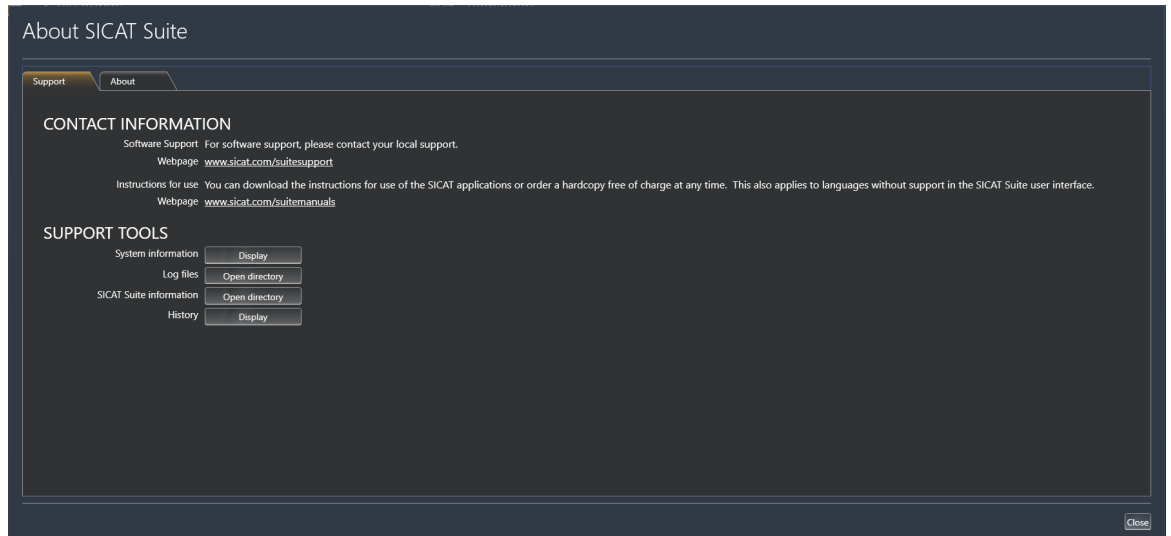 About SICAT Suite
Support
About
CONTACT INFORMATION
Software Support For software support, please contact your local support.
Webpage www.sicat.com/suitesupport
Instructions for use You can download the instructions for use of the SICAT applications or order a hardcopy free of charge at any time. This also applies to languages without support in the SICAT Suite user interface.
Webpage www.sicat.com/suitemanuals
SUPPORT TOOLS
System information Display
Log files Open directory
SICAT Suite information Open directory
History Display
Close